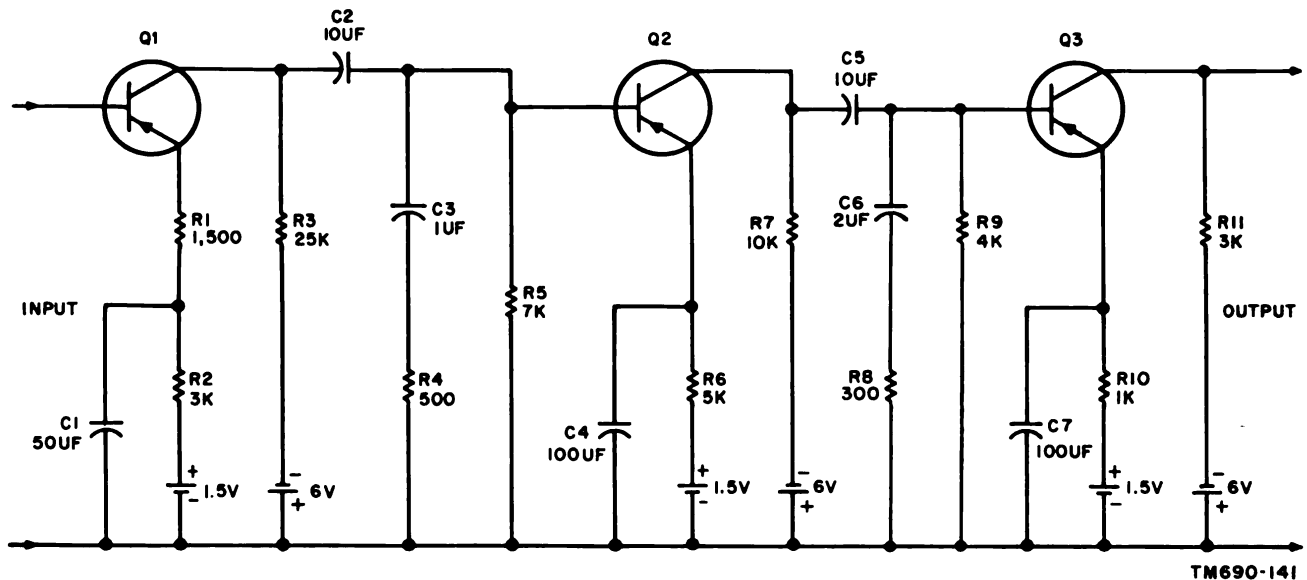 Q1
C2
10UF
Q2
C5
10UF
Q3
R1
1,500
R3
25K
C3
1UF
R5
7K
R7
10K
C6
2UF
R9
4K
R11
3K
INPUT
OUTPUT
C1
50UF
R2
3K
R4
500
C4
100UF
R6
5K
R8
300
C7
100UF
R10
1K
+
-
1.5V
-
+
6V
+
-
1.5V
-
+
6V
+
-
1.5V
-
+
6V
TM690-141